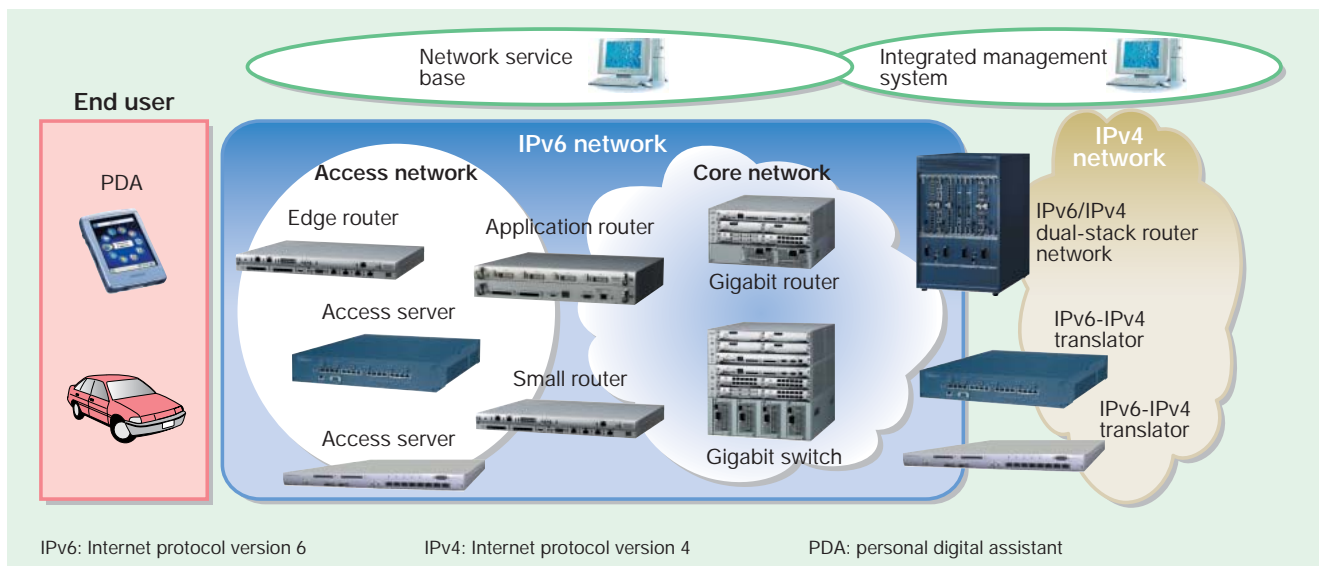 Network service
base
Integrated management
system
End user
PDA
IPv6 network
Access network
Edge router
Access server
Access server
Application router
Small router
Core network
Gigabit router
Gigabit switch
IPv4
network
IPv6/IPv4
dual-stack router
network
IPv6-IPv4
translator
IPv6-IPv4
translator
IPv6: Internet protocol version 6
IPv4: Internet protocol version 4
PDA: personal digital assistant